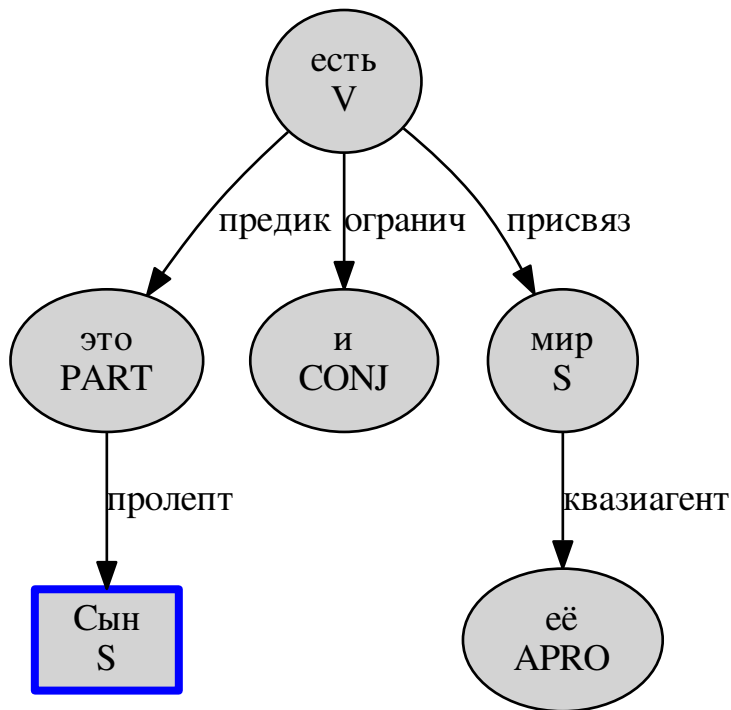 есть
V
предик
огранич
присвяз
это
PART
и
CONJ
мир
S
пролепт
квазиагент
Сын
S
её
APRO